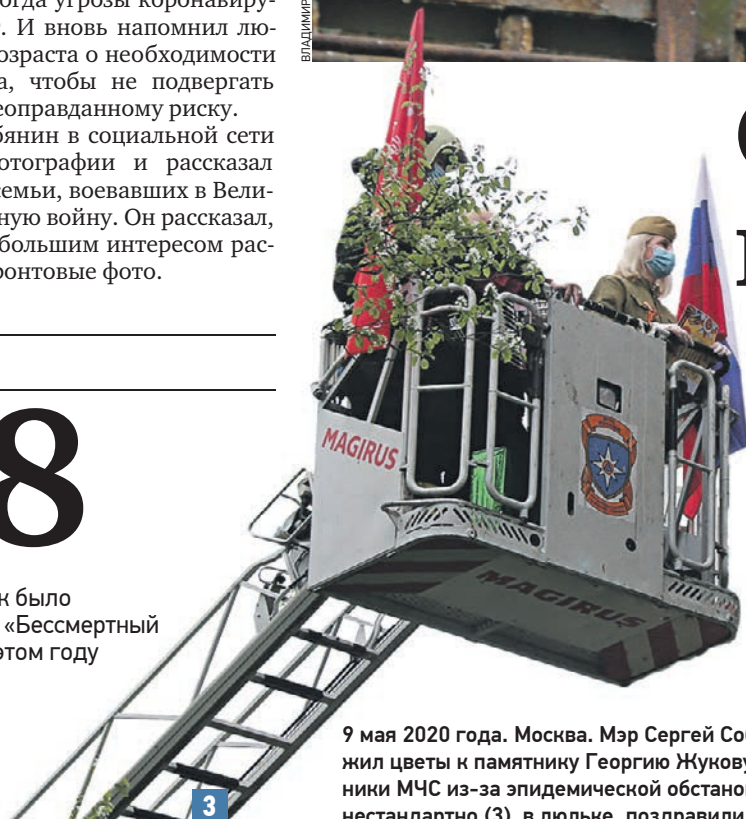 огда угрозы коронавиру-
. И вновь напомнил лю-
озраста о необходимости
а, чтобы не подвергать
еоправданному риску.
бянин в социальной сети
отографии и рассказал
семьи, воевавших в Вели-
ную войну. Он рассказал,
большим интересом рас-
ронтовые фото.
ВЛАДИМИР
8
к было
«Бессмертный
этом году
MAGIRUS
MAGIRUS
3
9 мая 2020 года. Москва. Мэр Сергей Со
жил цветы к памятнику Георгию Жукову
ники МЧС из-за эпидемической обстанов
нестандартно (3), в люльке, поздравили